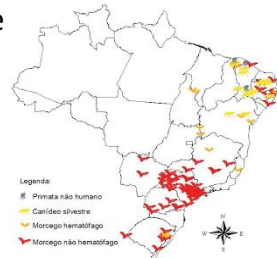 e
Legenda:
Primata não humano
Canídeo silvestre
Morcego hematófago
Morcego não hematófago
N
W
E
S